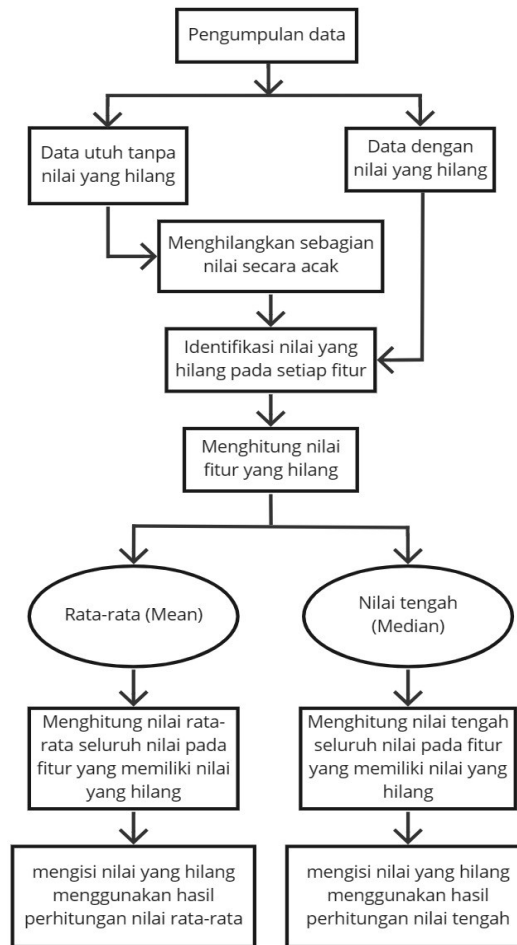 Pengumpulan data
Data utuh tanpa
nilai yang hilang
Data dengan
nilai yang hilang
Menghilangkan sebagian
nilai secara acak
Identifikasi nilai yang
hilang pada setiap fitur
Menghitung nilai
fitur yang hilang
Rata-rata (Mean)
Nilai tengah
(Median)
Menghitung nilai rata-
rata seluruh nilai pada
fitur yang memiliki nilai
yang hilang
Menghitung nilai tengah
seluruh nilai pada fitur
yang memiliki nilai yang
hilang
mengisi nilai yang hilang
menggunakan hasil
perhitungan nilai rata-rata
mengisi nilai yang hilang
menggunakan hasil
perhitungan nilai tengah